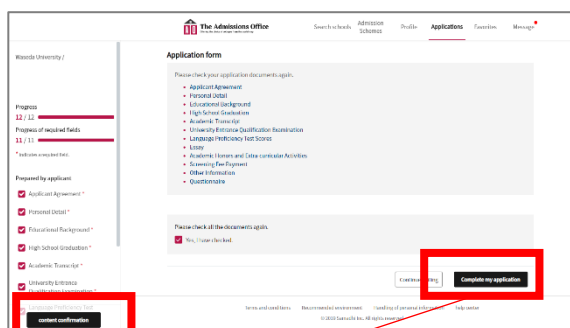 The Admissions Office
Search schools
Admission Schemes
Profile
Applications
Favorites
Message
Waseda University /
Progress
12 / 12
Progress of required fields
11 / 11
* Indicates a required field.
Prepared by applicant
Applicant Agreement *
Personal Detail *
Educational Background *
High School Graduation *
Academic Transcript *
University Entrance
Qualification Examination *
Language Proficiency Test
content confirmation
Application form
Please check your application documents again.
• Applicant Agreement
• Personal Detail
• Educational Background
• High School Graduation
• Academic Transcript
• University Entrance Qualification Examination
• Language Proficiency Test Scores
• Essay
• Academic Honors and Extra-curricular Activities
• Screening Fee Payment
• Other Information
• Questionnaire
Please check all the documents again.
Yes, I have checked.
Complete my application
Terms and conditions
Recommended environment
Handling of personal information
Help center